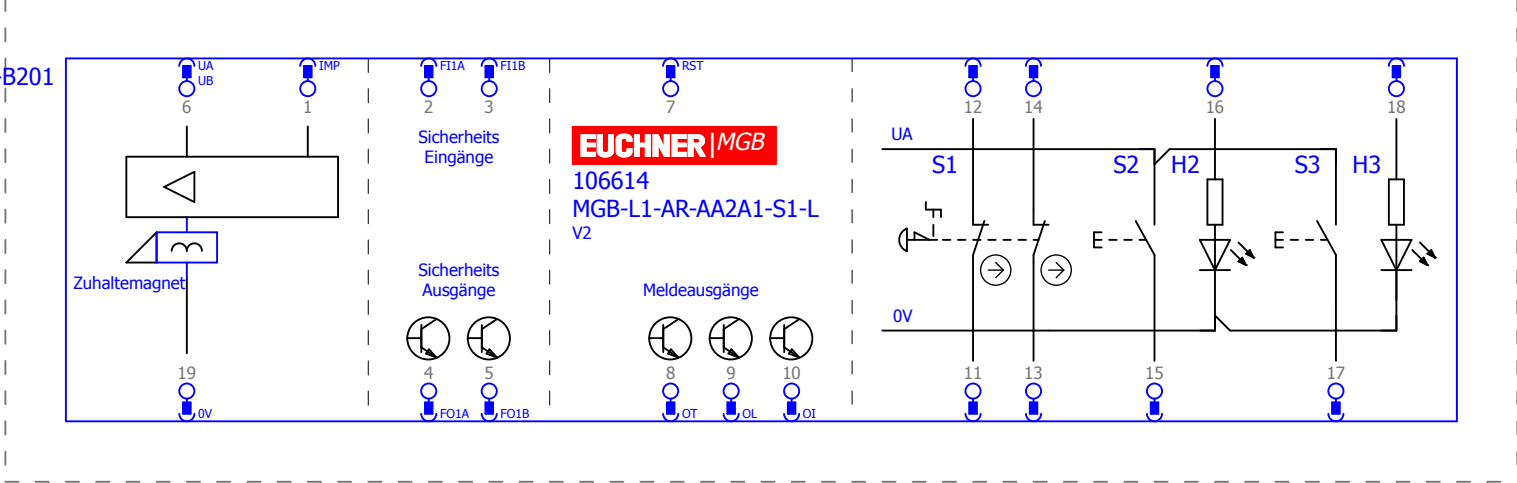 -B201
UA
UB
IMP
FI1A
FI1B
RST
6
1
2
3
7
12
14
16
18
Sicherheits
Eingänge
EUCHNER|MGB
106614
MGB-L1-AR-AA2A1-S1-L
V2
UA
S1
S2
H2
S3
H3
Zuhaltemagnet
Sicherheits
Ausgänge
Meldeausgänge
0V
19
4
5
8
9
10
11
13
15
17
0V
FO1A
FO1B
OT
OL
OI